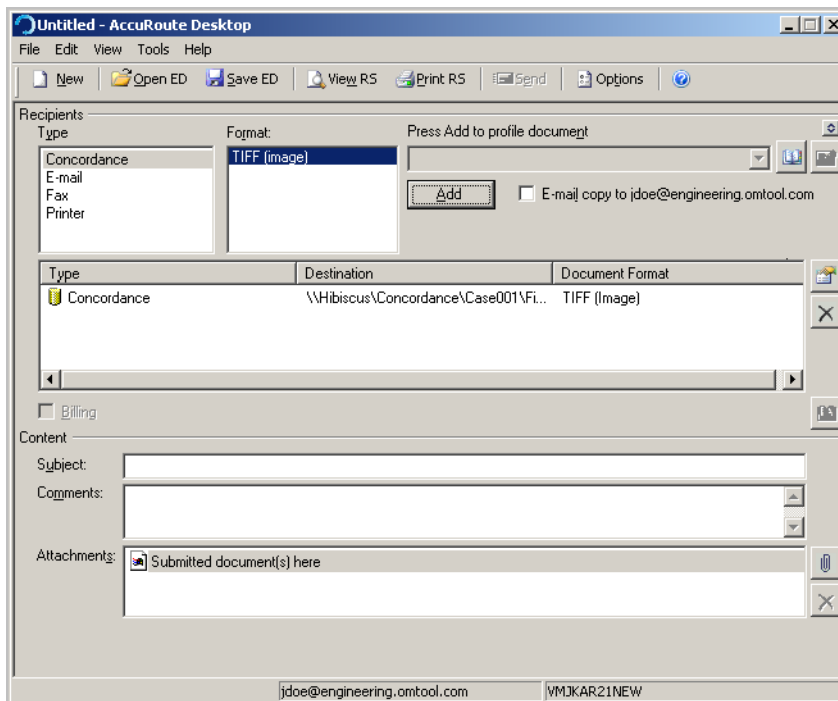 Untitled - AccuRoute Desktop
File Edit View Tools Help
New Open ED Save ED View RS Print RS Send Options
Recipients
Type Format: Press Add to profile document
Concordance
E-mail
Fax
Printer
TIFF (image)
Add E-mail copy to jdoe@engineering.omtool.com
Type Destination Document Format
Concordance \\Hibiscus\Concordance\Case001\Fi... TIFF (Image)
Billing
Content
Subject:
Comments:
Attachments: Submitted document(s) here
jdoe@engineering.omtool.com VMJKAR21NEW